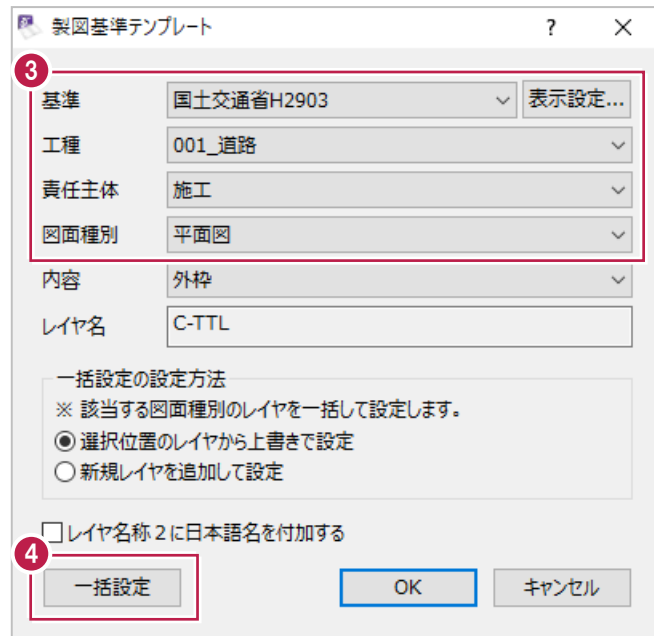 製図基準テンプレート ?
3
基準 国土交通省H2903 表示設定...
工種 001_道路
責任主体 施工
図面種別 平面図
内容 外枠
レイヤ名 C-TTL
一括設定の設定方法
※ 該当する図面種別のレイヤを一括して設定します。
選択位置のレイヤから上書きで設定
新規レイヤを追加して設定
レイヤ名称２に日本語名を付加する
4
一括設定 OK キャンセル